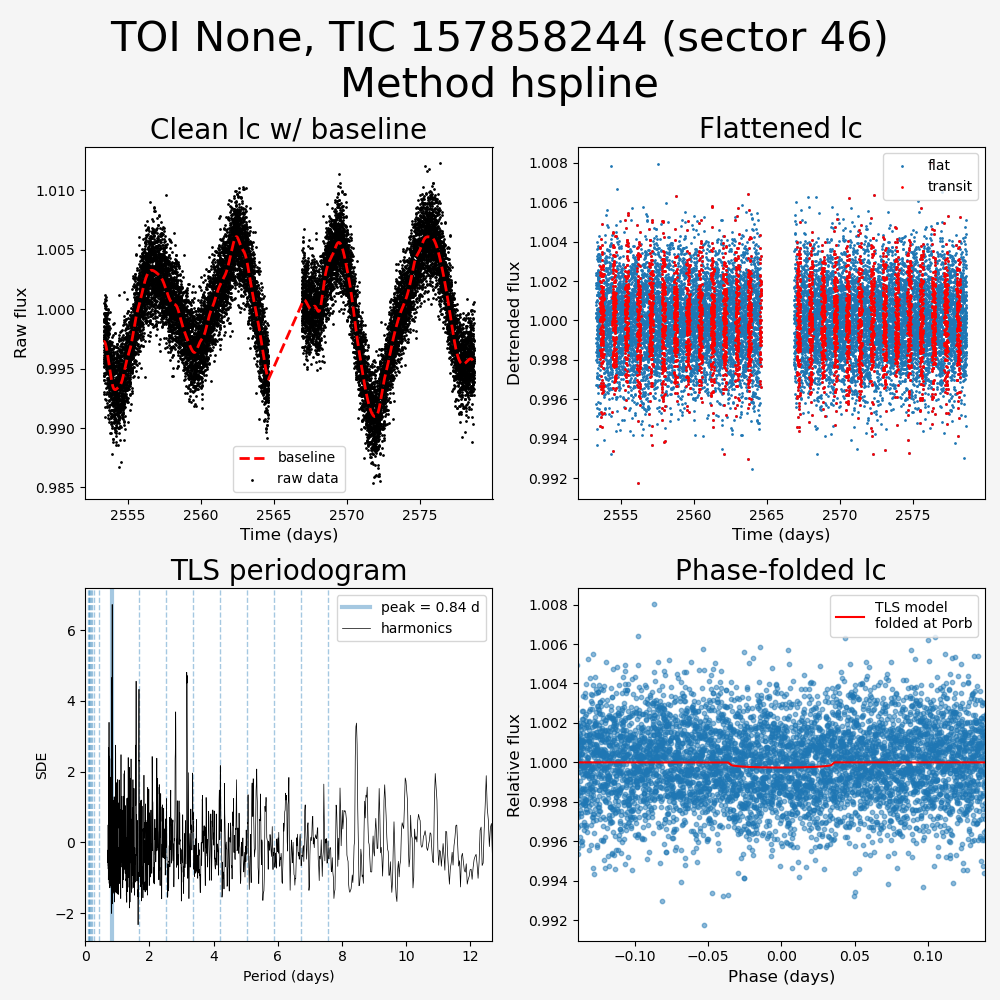 TOI None, TIC 157858244 (sector 46)
Method hspline
Clean lc w/ baseline
Raw flux
1.010
1.005
1.000
0.995
0.990
0.985
baseline
raw data
2555 2560 2565 2570 2575
Time (days)
Flattened lc
Detrended flux
1.008
1.006
1.004
1.002
1.000
0.998
0.996
0.994
0.992
flat
transit
2555 2560 2565 2570 2575
Time (days)
TLS periodogram
SDE
6
4
2
0
−2
peak = 0.84 d
harmonics
0 2 4 6 8 10 12
Period (days)
Phase-folded lc
Relative flux
1.008
1.006
1.004
1.002
1.000
0.998
0.996
0.994
0.992
TLS model
folded at Porb
−0.10 −0.05 0.00 0.05 0.10
Phase (days)